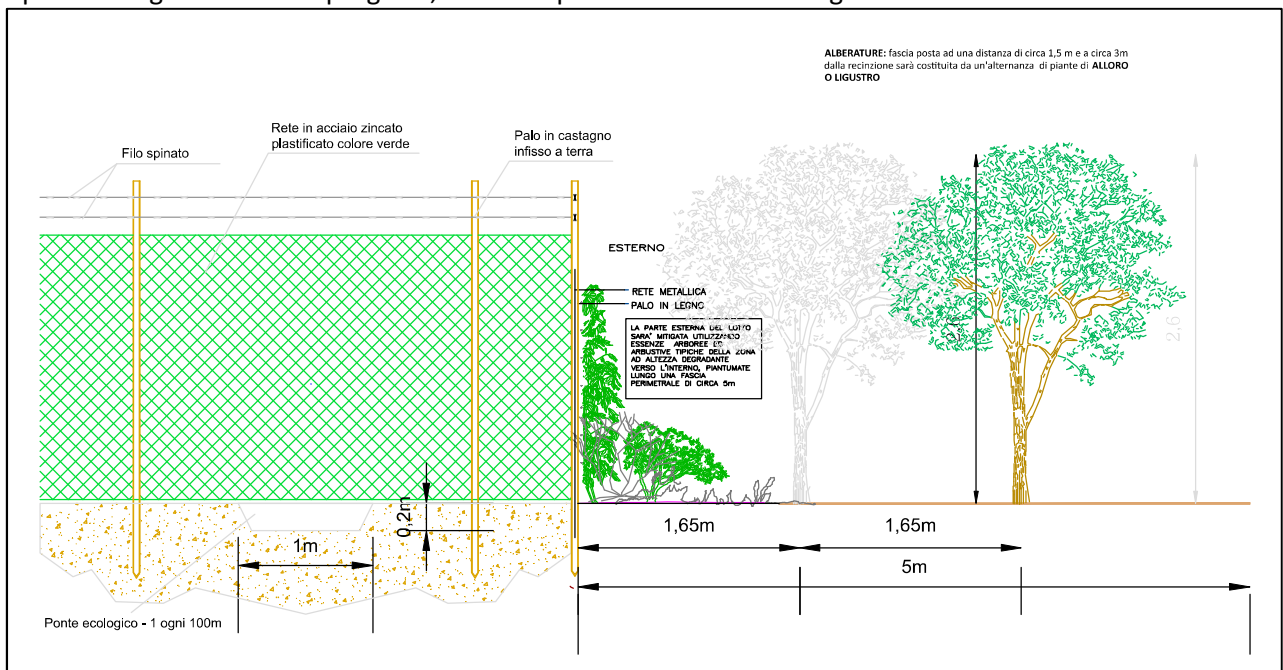 ALBERATURE: fascia posta ad una distanza di circa 1,5 m e a circa 3m
dalla recinzione sarà costituita da un'alternanza di piante di ALLORO
O LIGUSTRO
Rete in acciaio zincato
plastificato colore verde
Palo in castagno
infisso a terra
Filo spinato
ESTERNO
RETE METALLICA
PALO IN LEGNO
LA PARTE ESTERNA DEL LOTTO
SARA' MITIGATA UTILIZZANDO
ESSENZE ARBOREE ED
ARBUSTIVE TIPICHE DELLA ZONA
AD ALTEZZA DEGRADANTE
VERSO L'INTERNO, PIANTUMATE
LUNGO UNA FASCIA
PERIMETRALE DI CIRCA 5m
2.6
0,2m
1m
1,65m
1,65m
5m
Ponte ecologico - 1 ogni 100m